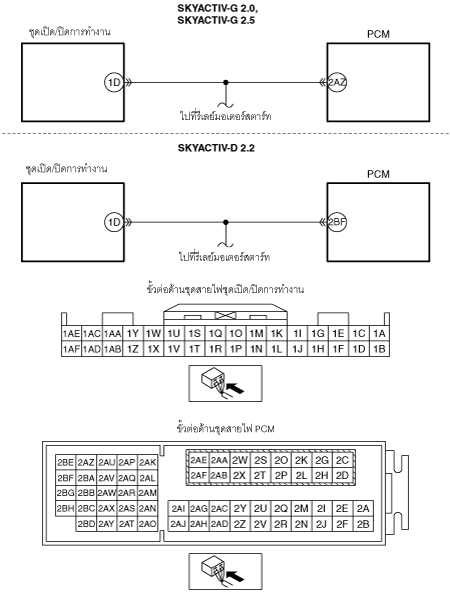 SKYACTIV-G 2.0,
SKYACTIV-G 2.5
ชุดเปิด/ปิดการทำงาน
PCM
1D
2AZ
ไปที่รีเลย์มอเตอร์สตาร์ท
SKYACTIV-D 2.2
ชุดเปิด/ปิดการทำงาน
PCM
1D
2BF
ไปที่รีเลย์มอเตอร์สตาร์ท
ขั้วต่อด้านชุดสายไฟชุดเปิด/ปิดการทำงาน
1AE 1AC 1AA 1Y 1W 1U 1S 1Q 1O 1M 1K 1I 1G 1E 1C 1A
1AF 1AD 1AB 1Z 1X 1V 1T 1R 1P 1N 1L 1J 1H 1F 1D 1B
ขั้วต่อด้านชุดสายไฟ PCM
2BE 2AZ 2AU 2AP 2AK 2AE 2AA 2W 2S 2O 2K 2G 2C
2BF 2BA 2AV 2AQ 2AL 2AF 2AB 2X 2T 2P 2L 2H 2D
2BG 2BB 2AW 2AR 2AM
2BH 2BC 2AX 2AS 2AN 2AI 2AG 2AC 2Y 2U 2Q 2M 2I 2E 2A
2BD 2AY 2AT 2AO 2AJ 2AH 2AD 2Z 2V 2R 2N 2J 2F 2B